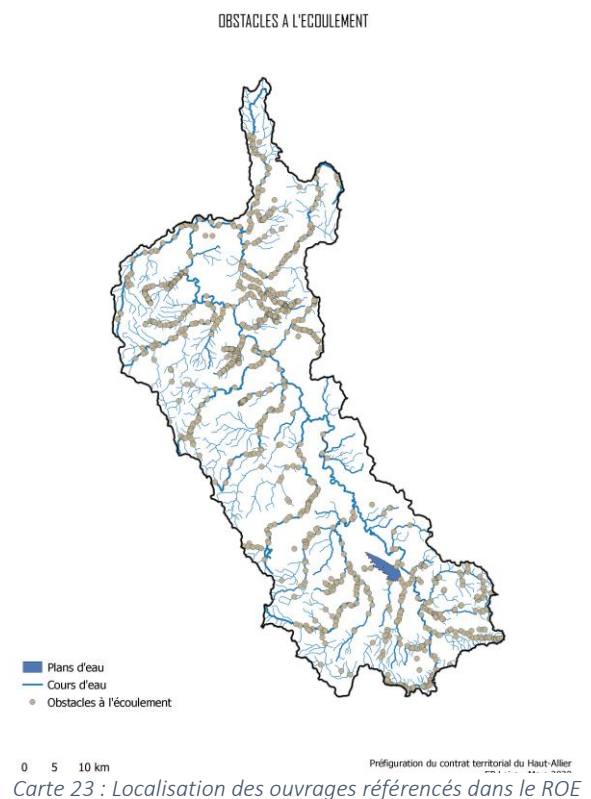 OBSTACLES A L'ECOULEMENT
Plans d'eau
Cours d'eau
Obstacles à l'écoulement
0 5 10 km
Préfiguration du contrat territorial du Haut-Allier
Carte 23 : Localisation des ouvrages référencés dans le ROE